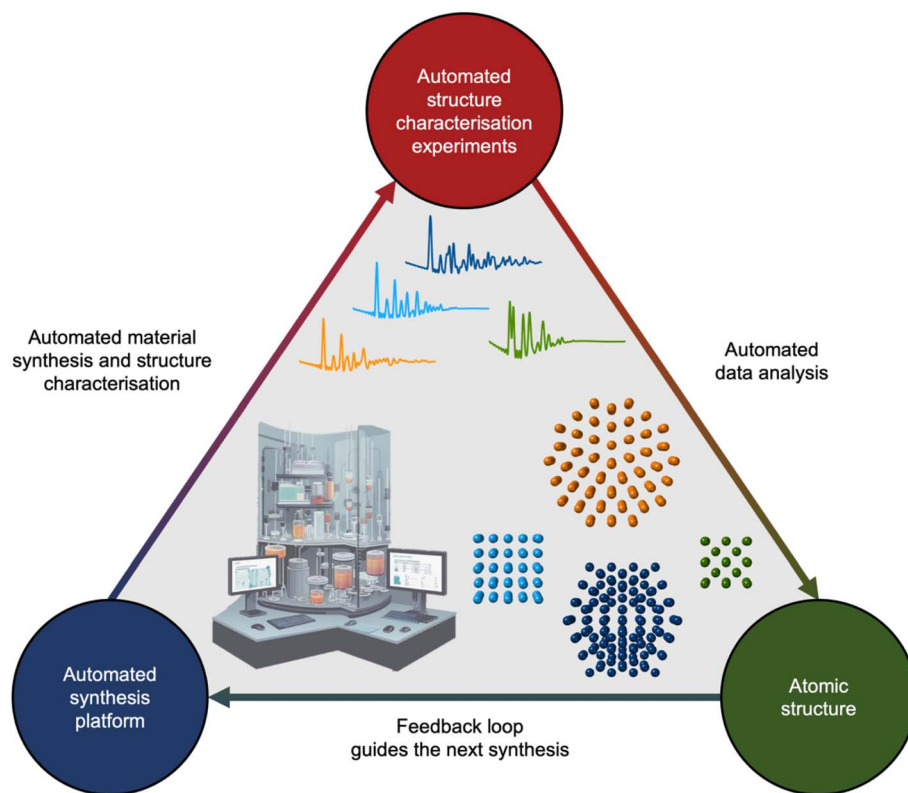 Automated
structure
characterisation
experiments
Automated material
synthesis and structure
characterisation
Automated
data analysis
Automated
synthesis
platform
Atomic
structure
Feedback loop
guides the next synthesis